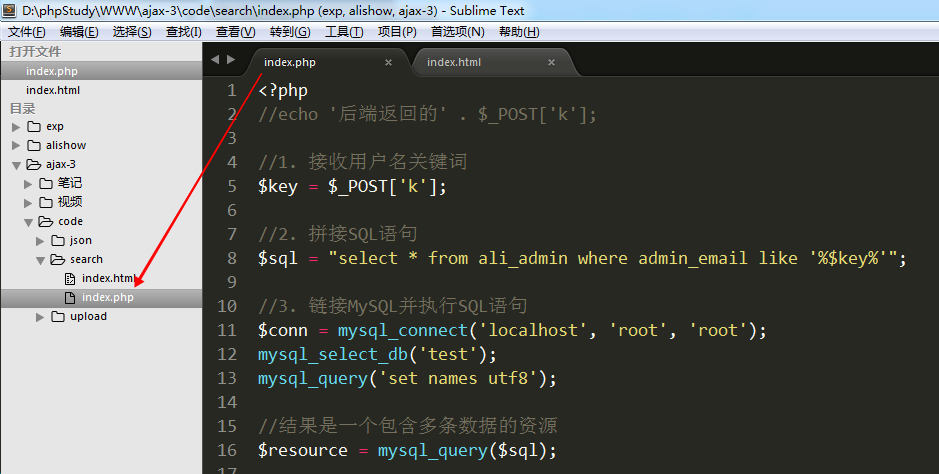 D:\phpStudy\WWW\ajax-3\code\search\index.php (exp, alishow, ajax-3) - Sublime Text
文件(F) 编辑(E) 选择(S) 查找(I) 查看(V) 转到(G) 工具(T) 项目(P) 首选项(N) 帮助(H)
打开文件
index.php
index.html
目录
exp
alishow
ajax-3
笔记
视频
code
json
search
index.html
index.php
upload
index.php × index.html ×
1 <?php
2 //echo '后端返回的' . $_POST['k'];
3
4 //1. 接收用户名关键词
5 $key = $_POST['k'];
6
7 //2. 拼接SQL语句
8 $sql = "select * from ali_admin where admin_email like '%$key%'";
9
10 //3. 链接MySQL并执行SQL语句
11 $conn = mysql_connect('localhost', 'root', 'root');
12 mysql_select_db('test');
13 mysql_query('set names utf8');
14
15 //结果是一个包含多条数据的资源
16 $resource = mysql_query($sql);
17